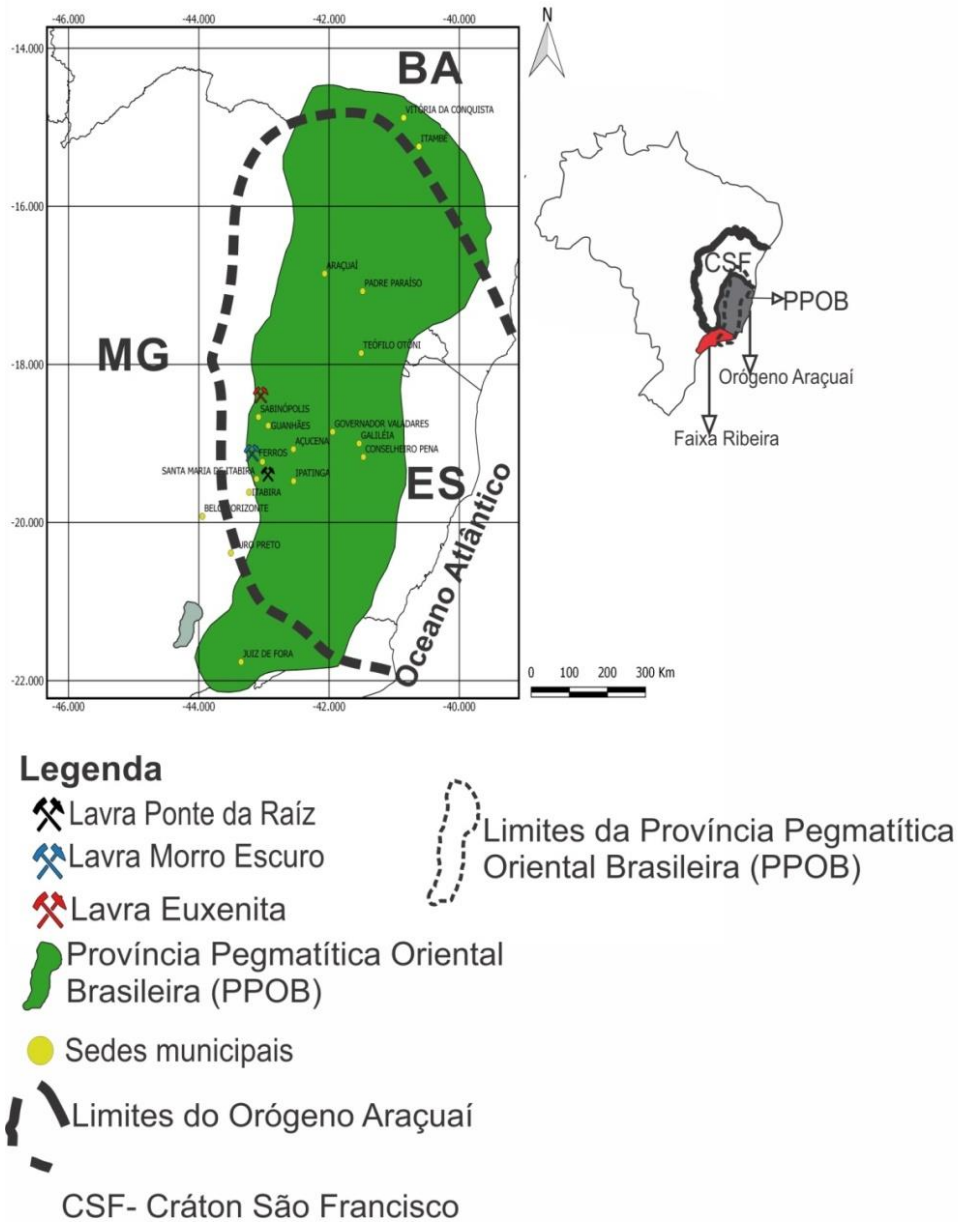 -46.000
-44.000
-42.000
-40.000
N
-14.000
BA
VITÓRIA DA CONQUISTA
ITAMBÉ
-16.000
ARAÇUAÍ
PADRE PARAÍSO
CSF
PPOB
MG
TEÓFILO OTÔNI
-18.000
Orógeno Araçuaí
Faixa Ribeira
SABINÓPOLIS
GUANHÃES
GOVERNADOR VALADARES
AÇUCENA
GALILÉIA
FERROS
CONSELHEIRO PENA
SANTA MARIA DE ITABIRA
IPATINGA
ES
ITABIRA
BELO HORIZONTE
-20.000
URO PRETO
Oceano Atlântico
JUIZ DE FORA
0 100 200 300 Km
-22.000
-46.000
-44.000
-42.000
-40.000
Legenda
Lavra Ponte da Raíz
Lavra Morro Escuro
Lavra Euxenita
Província Pegmatítica Oriental
Brasileira (PPOB)
Sedes municipais
Limites do Orógeno Araçuaí
CSF- Cráton São Francisco
Limites da Província Pegmatítica
Oriental Brasileira (PPOB)